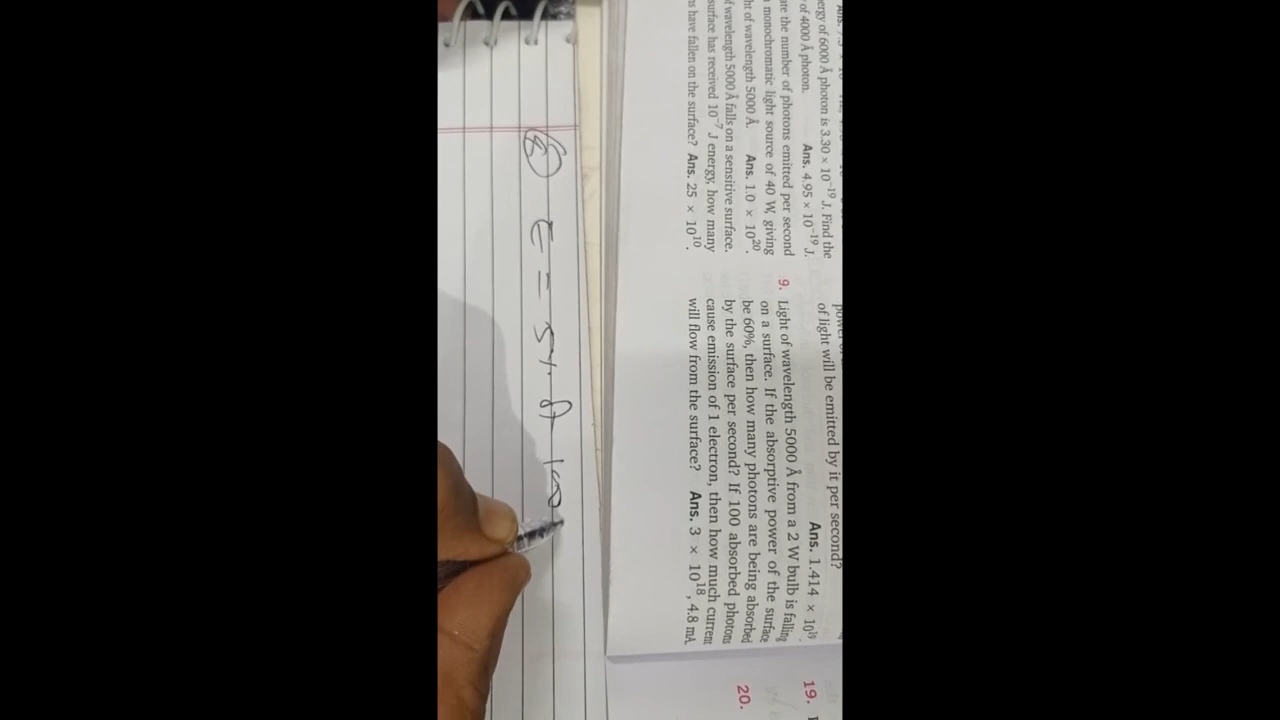 ergy of 6000 Å photon is 3.30 × 10⁻¹⁹ J. Find the
of 4000 Å photon. Ans. 4.95 × 10⁻¹⁹ J.
ate the number of photons emitted per second
monochromatic light source of 40 W, giving
ht of wavelength 5000 Å. Ans. 1.0 × 10²⁰.
f wavelength 5000 Å falls on a sensitive surface.
surface has received 10⁻⁷ J energy, how many
ns have fallen on the surface? Ans. 25 × 10¹⁰.
of light will be emitted by it per second?
Ans. 1.414 × 10¹⁹
9. Light of wavelength 5000 Å from a 2 W bulb is falling
on a surface. If the absorptive power of the surface
be 60%, then how many photons are being absorbed
by the surface per second? If 100 absorbed photons
cause emission of 1 electron, then how much current
will flow from the surface? Ans. 3 × 10¹⁸, 4.8 mA
19.
20.
8 E = 5% of 100